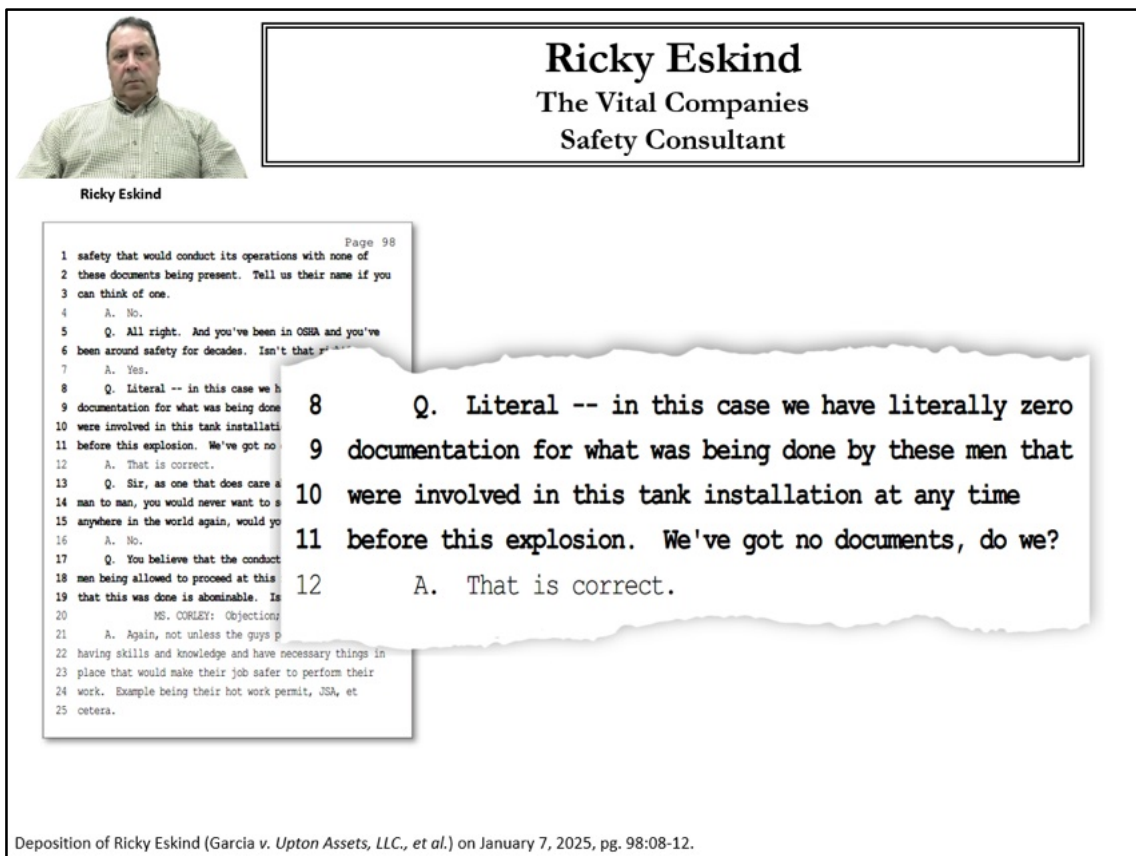 Ricky Eskind
The Vital Companies
Safety Consultant
Ricky Eskind
Page 98
1 safety that would conduct its operations with none of
2 these documents being present. Tell us their name if you
3 can think of one.
4 A. No.
5 Q. All right. And you've been in OSHA and you've
6 been around safety for decades. Isn't that
7 A. Yes.
8 Q. Literal -- in this case we h
9 documentation for what was being done
10 were involved in this tank installati
11 before this explosion. We've got no
12 A. That is correct.
13 Q. Sir, as one that does care a
14 man to man, you would never want to s
15 anywhere in the world again, would yo
16 A. No.
17 Q. You believe that the conduct
18 men being allowed to proceed at this
19 that this was done is abominable. Is
20 MS. CORLEY: Objection;
21 A. Again, not unless the guys p
22 having skills and knowledge and have necessary things in
23 place that would make their job safer to perform their
24 work. Example being their hot work permit, JSA, et
25 cetera.
8 Q. Literal -- in this case we have literally zero
9 documentation for what was being done by these men that
10 were involved in this tank installation at any time
11 before this explosion. We've got no documents, do we?
12 A. That is correct.
Deposition of Ricky Eskind (Garcia v. Upton Assets, LLC., et al.) on January 7, 2025, pg. 98:08-12.